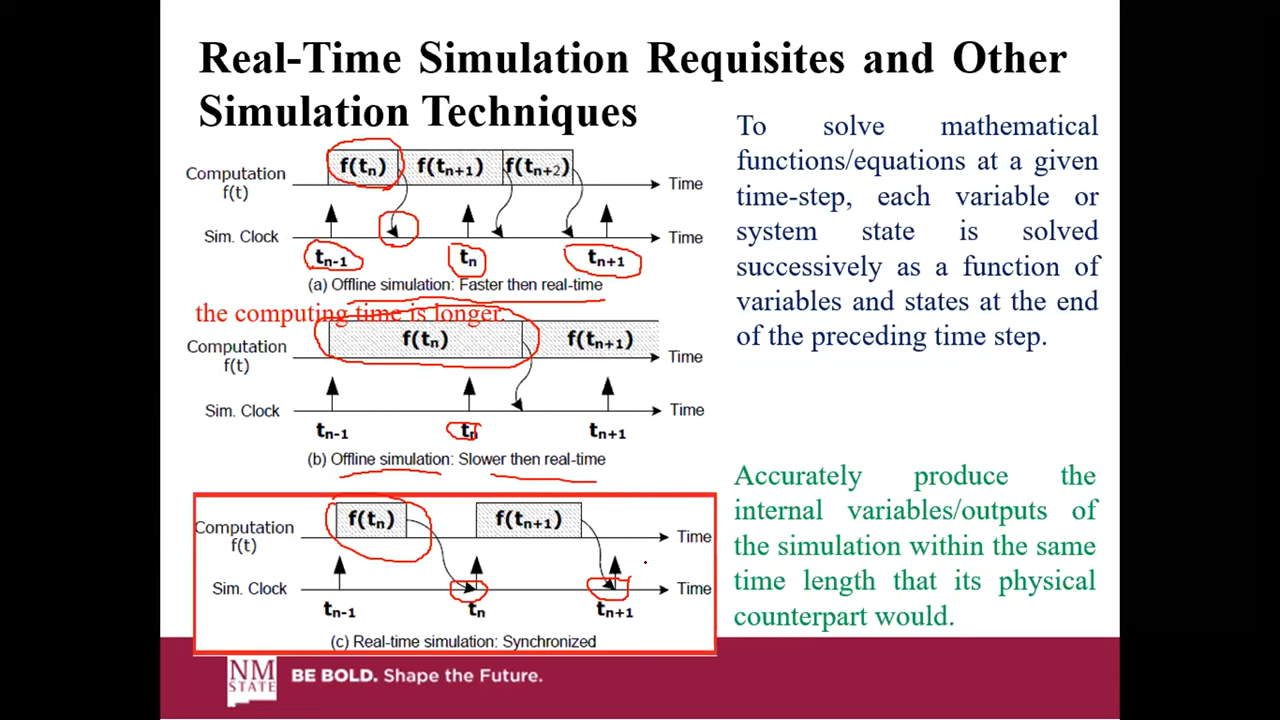 Real-Time Simulation Requisites and Other
Simulation Techniques
Computation
f(t)
f(tn)
f(tn+1)
f(tn+2)
Time
Sim. Clock
Time
tn-1
tn
tn+1
(a) Offline simulation: Faster then real-time
the computing time is longer.
Computation
f(t)
f(tn)
f(tn+1)
Time
Sim. Clock
Time
tn-1
tn
tn+1
(b) Offline simulation: Slower then real-time
Computation
f(t)
f(tn)
f(tn+1)
Time
Sim. Clock
Time
tn-1
tn
tn+1
(c) Real-time simulation: Synchronized
To solve mathematical
functions/equations at a given
time-step, each variable or
system state is solved
successively as a function of
variables and states at the end
of the preceding time step.
Accurately produce the
internal variables/outputs of
the simulation within the same
time length that its physical
counterpart would.
NM
STATE
BE BOLD. Shape the Future.